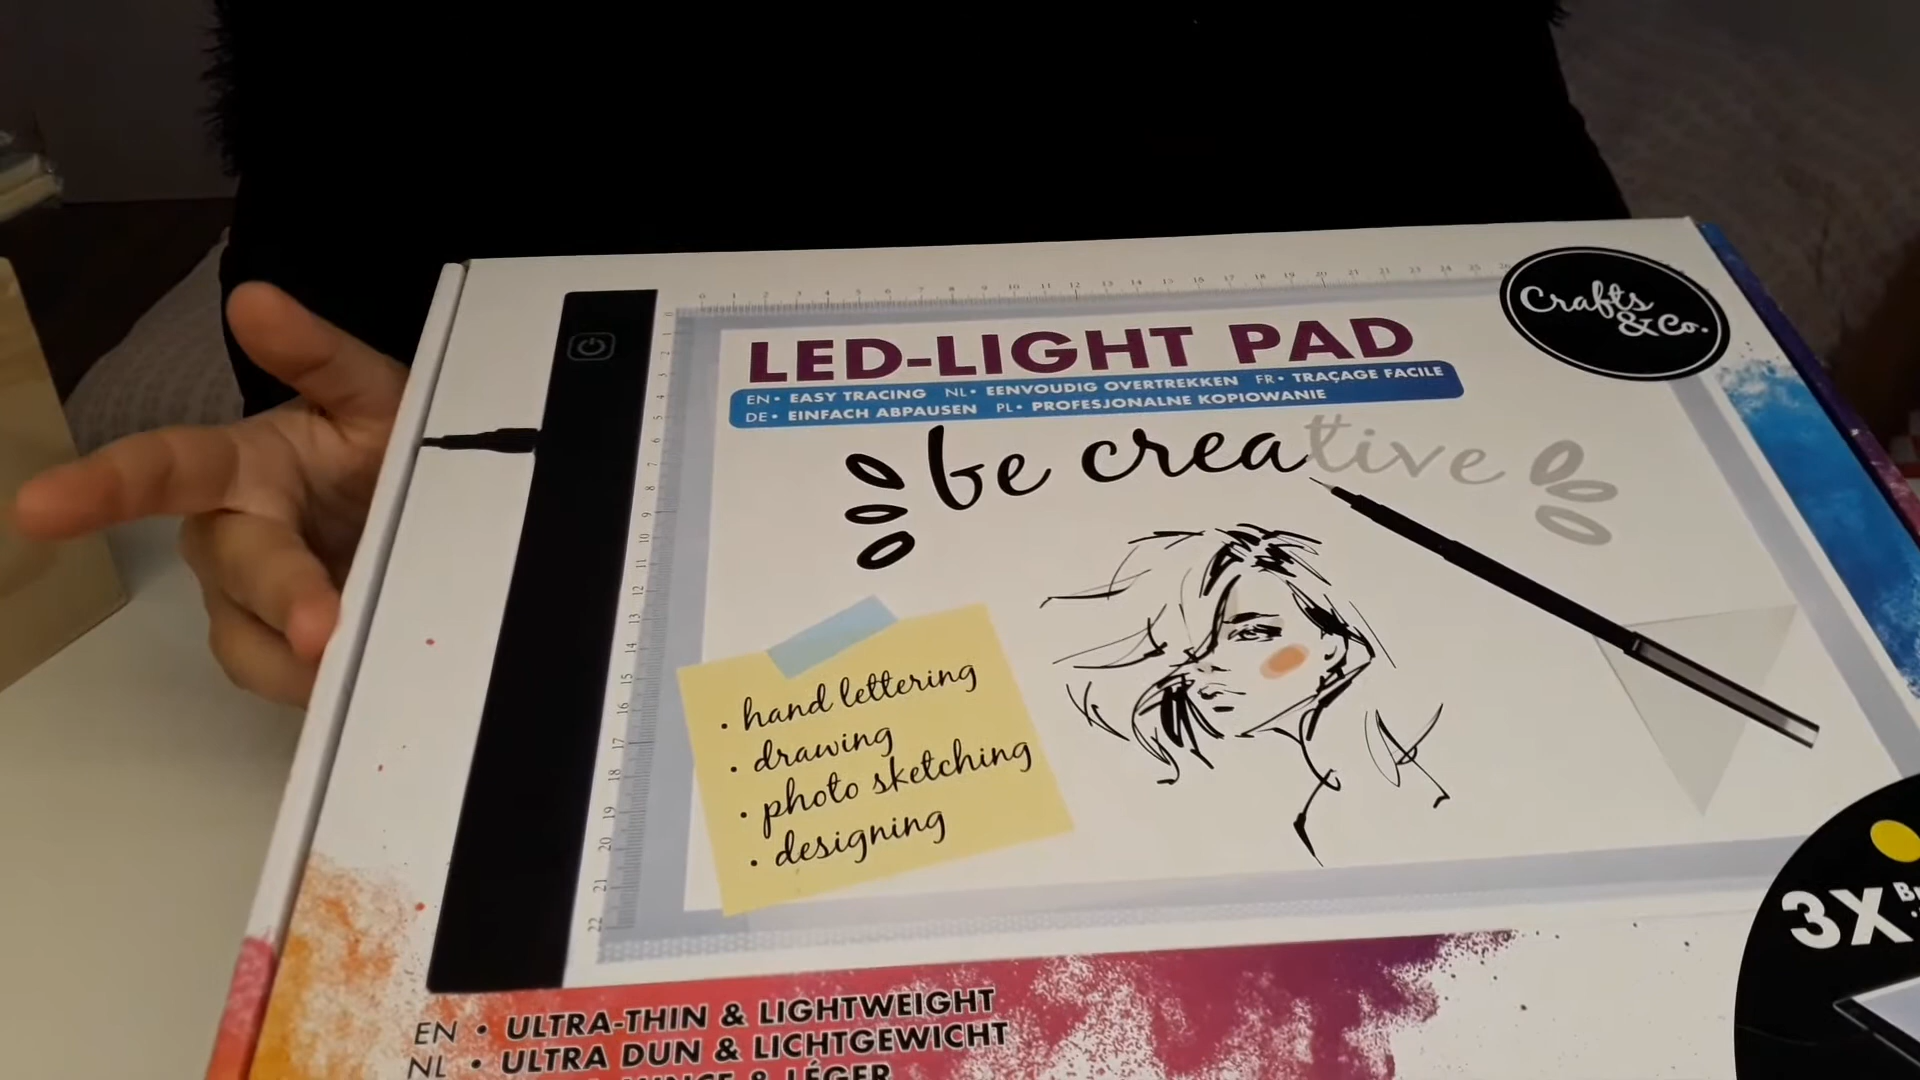 Crafts
& Co.
LED-LIGHT PAD
EN• EASY TRACING NL• EENVOUDIG OVERTREKKEN FR• TRAÇAGE FACILE
DE• EINFACH ABPAUSEN PL• PROFESJONALNE KOPIOWANIE
be creative
• hand lettering
• drawing
• photo sketching
• designing
3X
EN • ULTRA-THIN & LIGHTWEIGHT
NL • ULTRA DUN & LICHTGEWICHT
& LÉGER